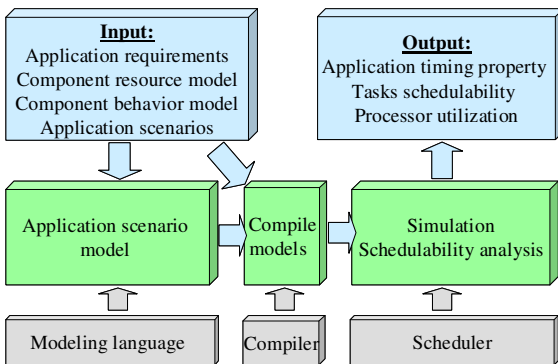 Input:
Application requirements
Component resource model
Component behavior model
Application scenarios
Output:
Application timing property
Tasks schedulability
Processor utilization
Application scenario
model
Compile
models
Simulation
Schedulability analysis
Modeling language
Compiler
Scheduler